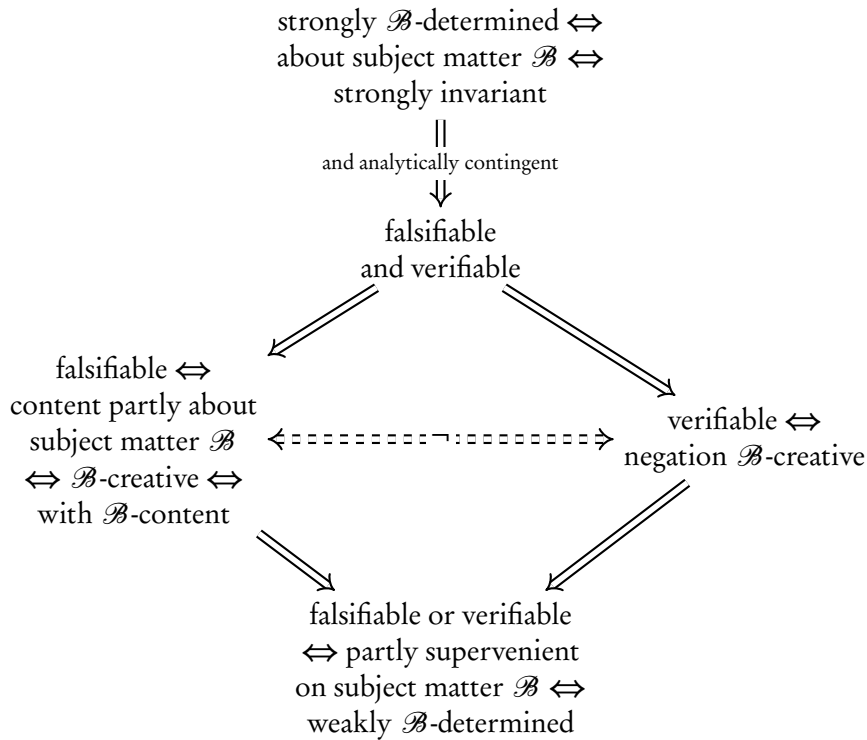 strongly ℬ-determined ⇔
about subject matter ℬ ⇔
strongly invariant
and analytically contingent
falsifiable
and verifiable
falsifiable ⇔
content partly about
subject matter ℬ
⇔ ℬ-creative ⇔
with ℬ-content
¬
verifiable ⇔
negation ℬ-creative
falsifiable or verifiable
⇔ partly supervenient
on subject matter ℬ ⇔
weakly ℬ-determined